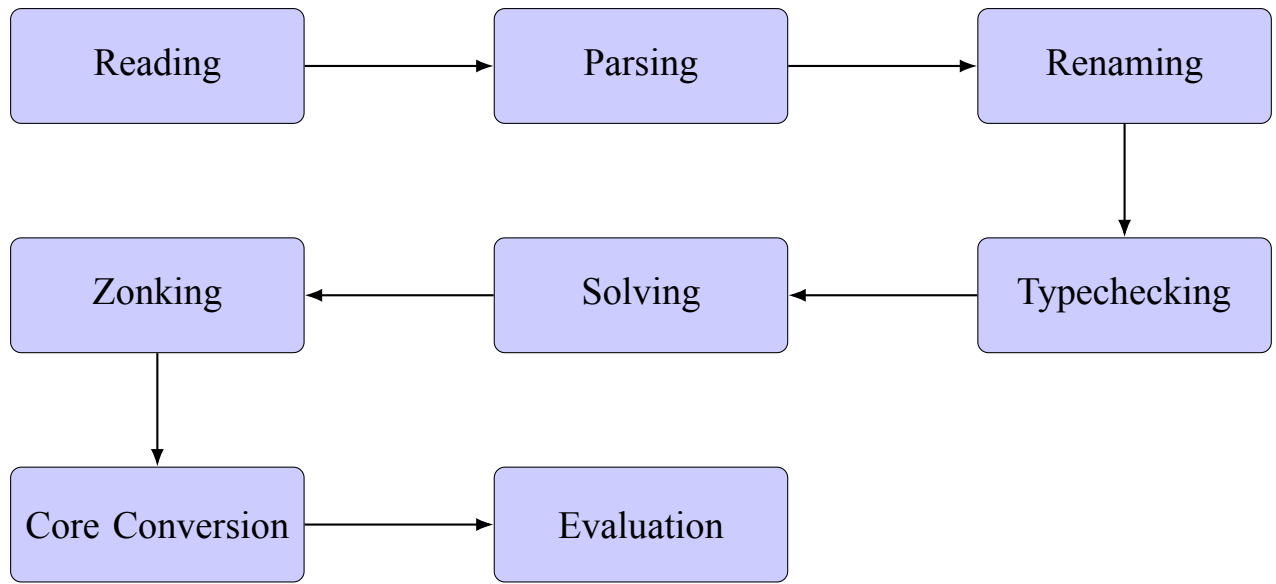 Reading
Parsing
Renaming
Zonking
Solving
Typechecking
Core Conversion
Evaluation